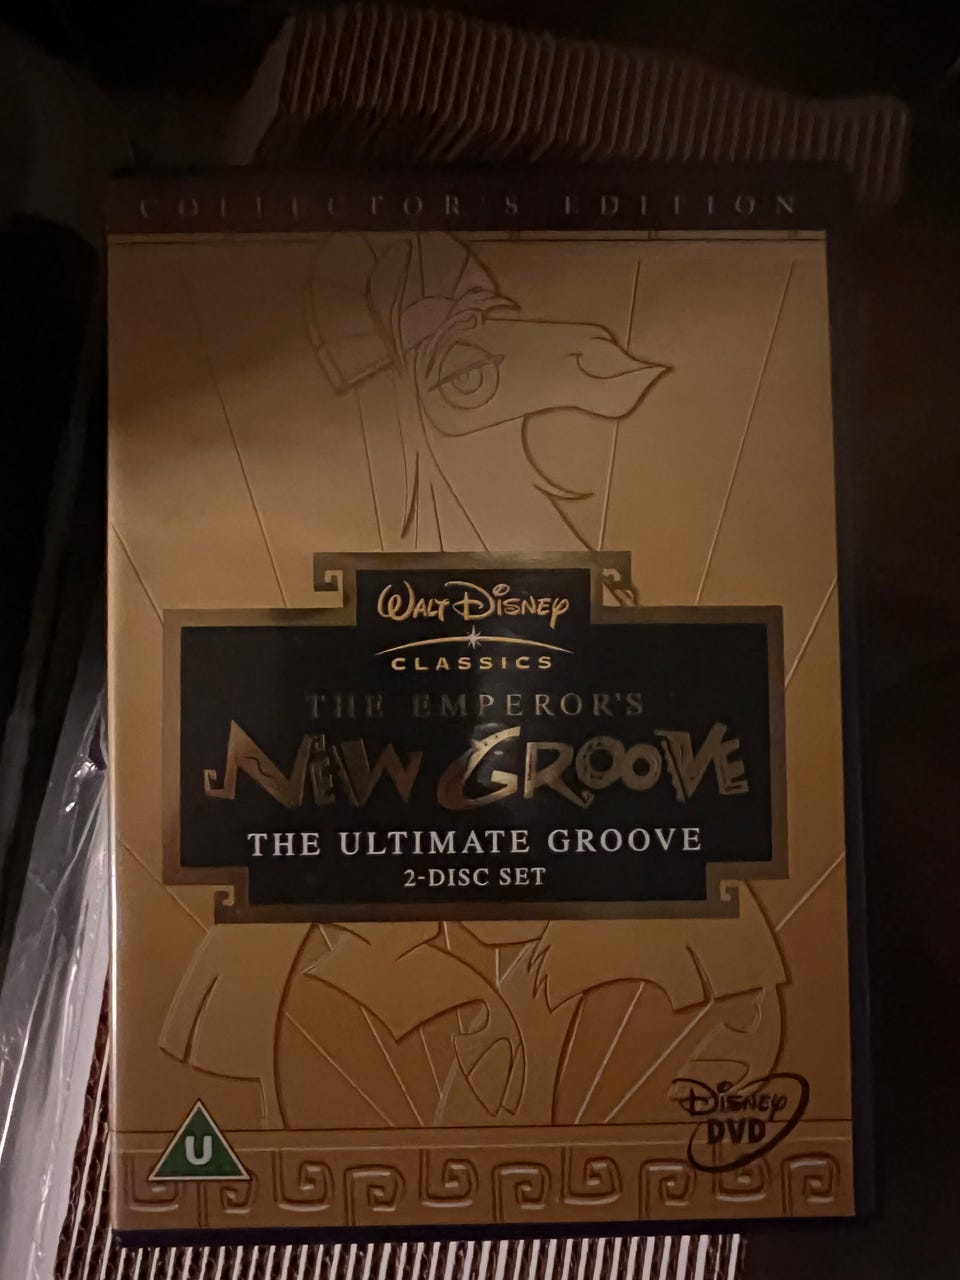 COLLECTOR'S EDITION
WALT DISNEY
CLASSICS
THE EMPEROR'S
NEW GROOVE
THE ULTIMATE GROOVE
2-DISC SET
DISNEY
DVD
U